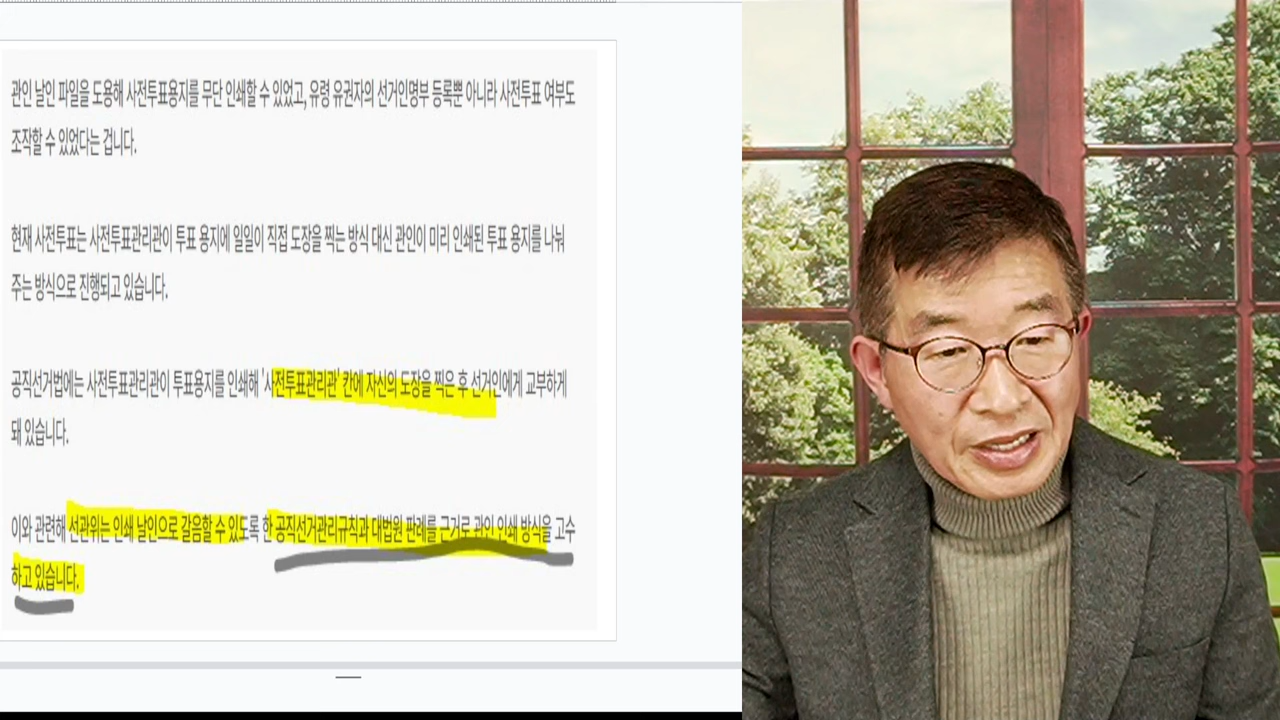 관인 날인 파일을 도용해 사전투표용지를 무단 인쇄할 수 있었고, 유령 유권자의 선거인명부 등록뿐 아니라 사전투표 여부도
조작할 수 있었다는 겁니다.
현재 사전투표는 사전투표관리관이 투표 용지에 일일이 직접 도장을 찍는 방식 대신 관인이 미리 인쇄된 투표 용지를 나눠
주는 방식으로 진행되고 있습니다.
공직선거법에는 사전투표관리관이 투표용지를 인쇄해 '사전투표관리관' 칸에 자신의 도장을 찍은 후 선거인에게 교부하게
돼 있습니다.
이와 관련해 선관위는 인쇄 날인으로 갈음할 수 있도록 한 공직선거관리규칙과 대법원 판례를 근거로 관인 인쇄 방식을 고수
하고 있습니다.